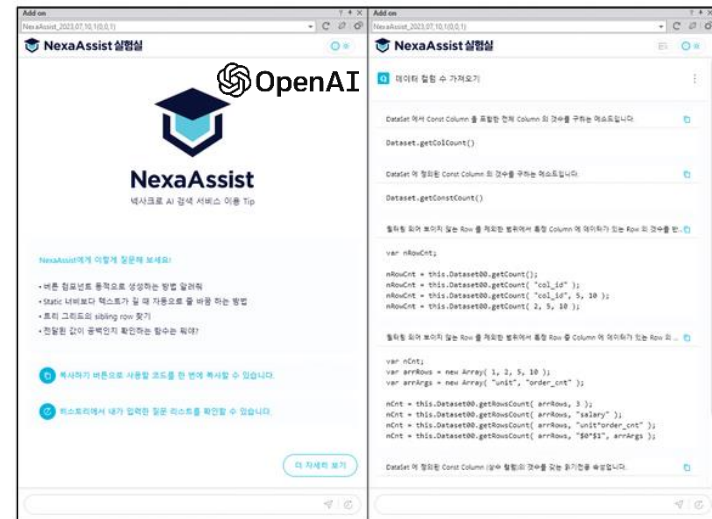 Add on
NexaAssist_2023,07,10,1(0,0,1)
NexaAssist 실험실
OpenAI
NexaAssist
넥사크로 AI 검색 서비스 이용 Tip
NexaAssist에게 이렇게 질문해 보세요!
• 버튼 컴포넌트 동적으로 생성하는 방법 알려줘
• Static 너비보다 텍스트가 길 때 자동으로 줄 바꿈 하는 방법
• 트리 그리드의 sibling row 찾기
• 전달된 값이 공백인지 확인하는 함수는 뭐야?
복사하기 버튼으로 사용할 코드를 한 번에 복사할 수 있습니다.
히스토리에서 내가 입력한 질문 리스트를 확인할 수 있습니다.
더 자세히 보기
Add on
NexaAssist_2023,07,10,1(0,0,1)
NexaAssist 실험실
Q 데이터 컬럼 수 가져오기
DataSet 에서 Const Column 을 포함한 전체 Column 의 갯수를 구하는 메소드입니다.
Dataset.getColCount()
DataSet 에 정의된 Const Column 의 갯수를 구하는 메소드입니다.
Dataset.getConstCount()
필터링 되어 보이지 않는 Row 를 제외한 범위에서 특정 Column 에 데이터가 있는 Row 의 갯수를 반..
var nRowCnt;
nRowCnt = this.Dataset00.getCount();
nRowCnt = this.Dataset00.getCount( "col_id" );
nRowCnt = this.Dataset00.getCount( "col_id", 5, 10 );
nRowCnt = this.Dataset00.getCount( 2, 5, 10 );
필터링 되어 보이지 않는 Row 를 제외한 범위에서 특정 Row 중 Column 에 데이터가 있는 Row 의 ..
var nCnt;
var arrRows = new Array( 1, 2, 5, 10 );
var arrArgs = new Array( "unit", "order_cnt" );
nCnt = this.Dataset00.getRowsCount( arrRows, 3 );
nCnt = this.Dataset00.getRowsCount( arrRows, "salary" );
nCnt = this.Dataset00.getRowsCount( arrRows, "unit*order_cnt" );
nCnt = this.Dataset00.getRowsCount( arrRows, "$0*$1", arrArgs );
DataSet 에 정의된 Const Column (상수 컬럼)의 갯수를 갖는 읽기전용 속성입니다.